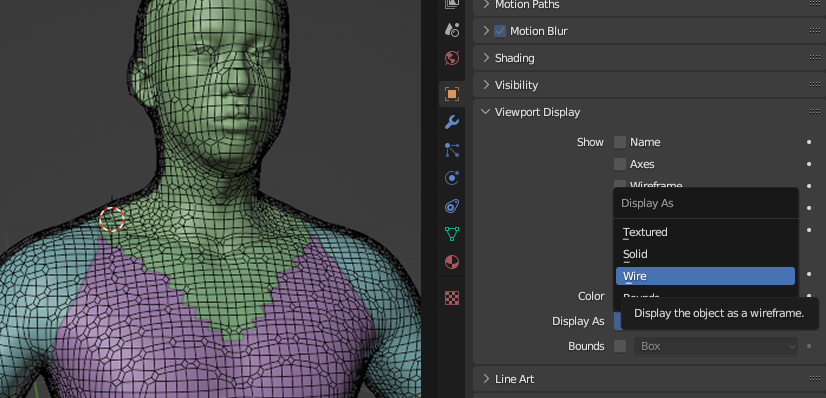 Motion Paths
Motion Blur
Shading
Visibility
Viewport Display
Show Name
Axes
Wireframe
Display As
Textured
Solid
Wire
Bounds
Color
Display the object as a wireframe.
Display As
Bounds Box
Line Art